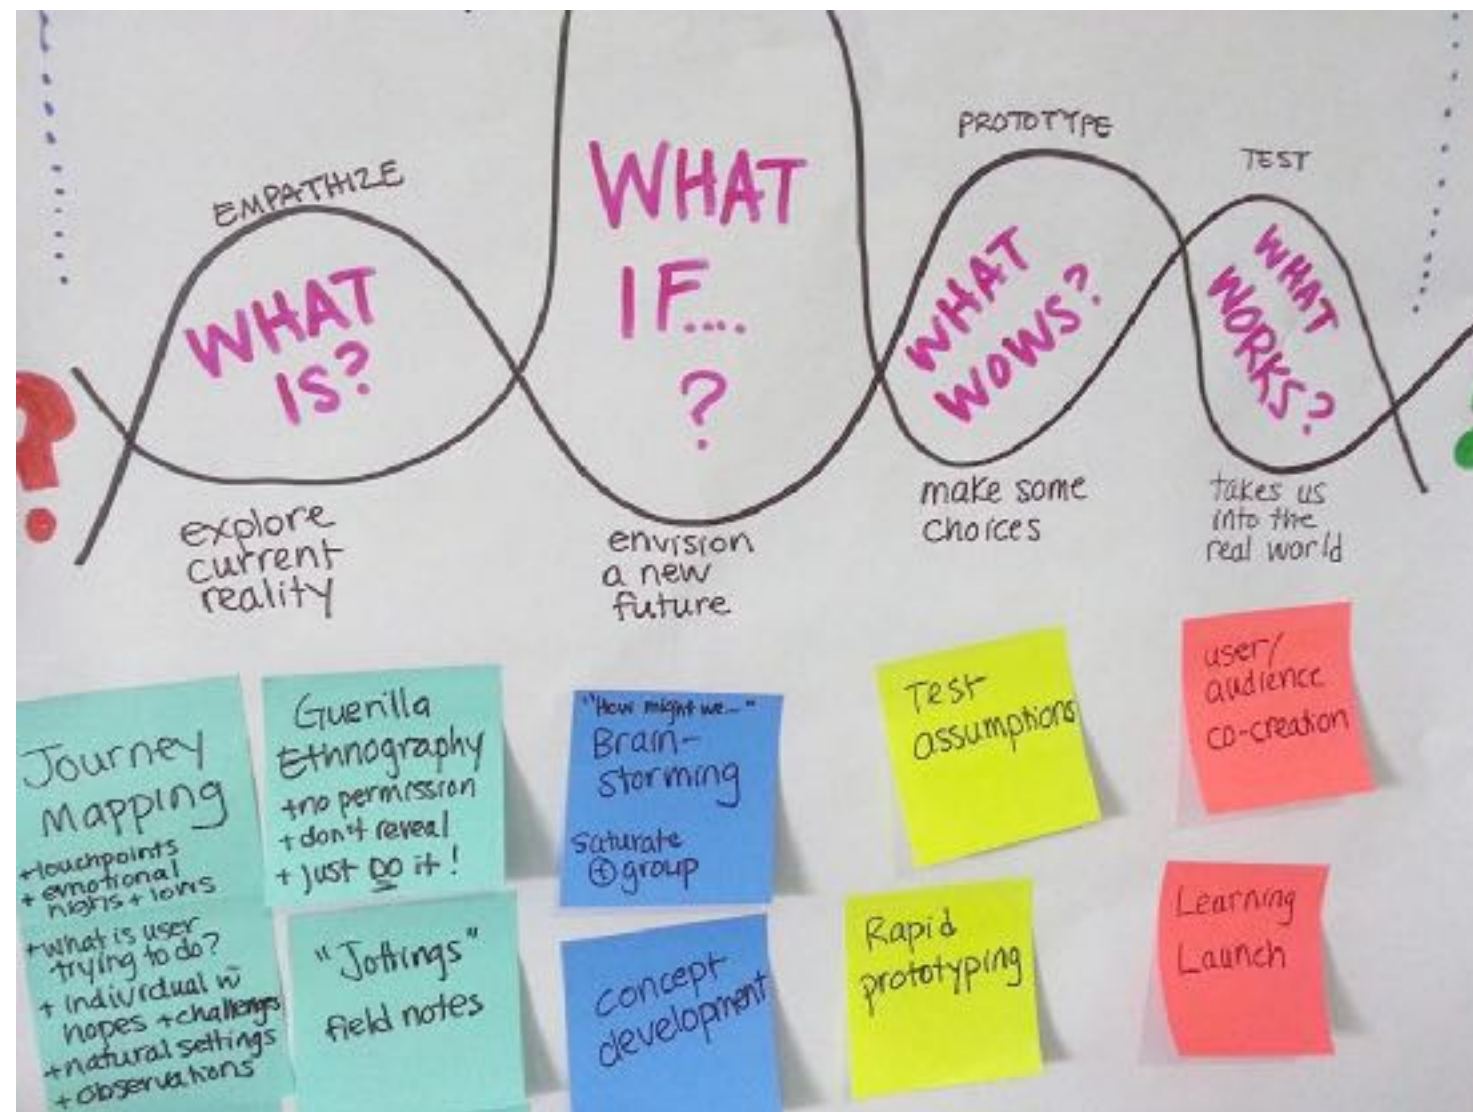 EMPATHIZE
WHAT
IS?
explore
current
reality
WHAT
IF....
?
envision
a new
future
PROTOTYPE
WHAT
WOWS?
make some
choices
TEST
WHAT
WORKS?
takes us
into the
real world
?
Journey
Mapping
+touchpoints
+ emotional
highs + lows
+what is user
trying to do?
+ individual w
hopes + challenges
+natural settings
+observations
Guerilla
Ethnography
+no permission
+ don't reveal
+ just DO it!
"Jottings"
field notes
"How might we..."
Brain-
storming
saturate
+ group
concept
development
Test
assumptions
Rapid
prototyping
user/
audience
co-creation
Learning
Launch